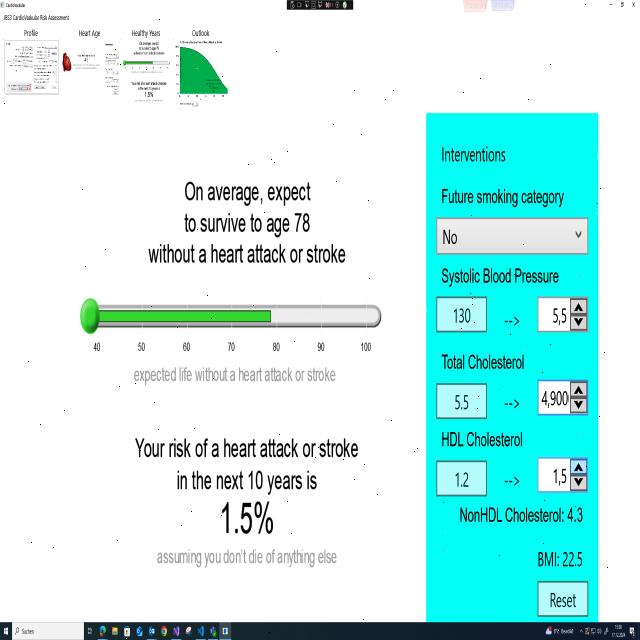 CardioVascular
JBS3 CardioVaskular Risk Assessment
Profile
Heart Age
Healthy Years
Outlook
On average, expect
to survive to age 78
without a heart attack or stroke
40 50 60 70 80 90 100
expected life without a heart attack or stroke
Your risk of a heart attack or stroke
in the next 10 years is
1.5%
assuming you don't die of anything else
Interventions
Future smoking category
No
Systolic Blood Pressure
130 --> 5,5
Total Cholesterol
5.5 --> 4,900
HDL Cholesterol
1.2 --> 1,5
NonHDL Cholesterol: 4.3
BMI: 22.5
Reset
Suchen